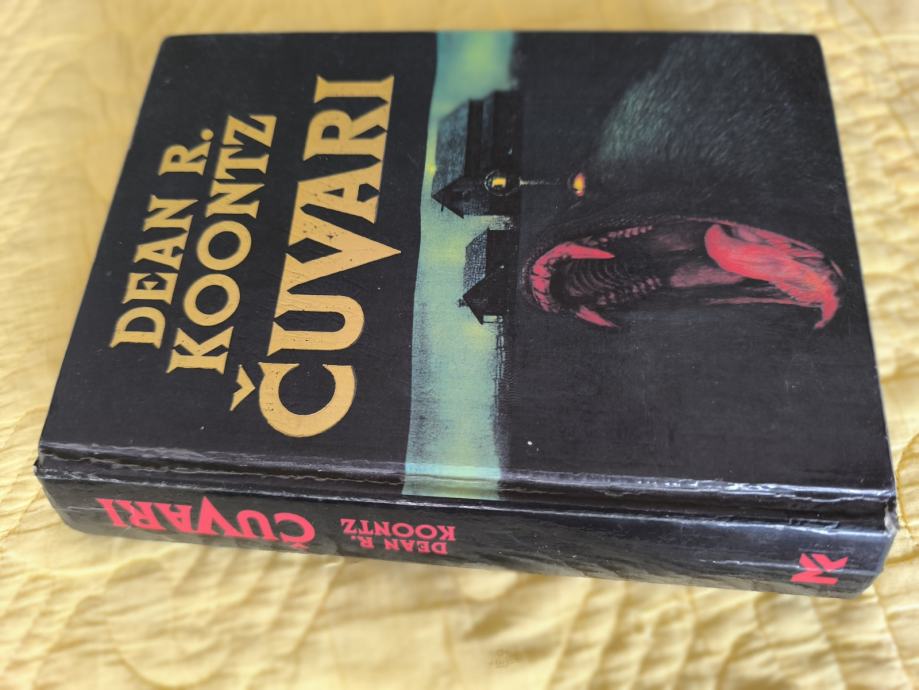 DEAN R.
KOONTZ
ČUVARI
ČUVARI
DEAN R.
KOONTZ